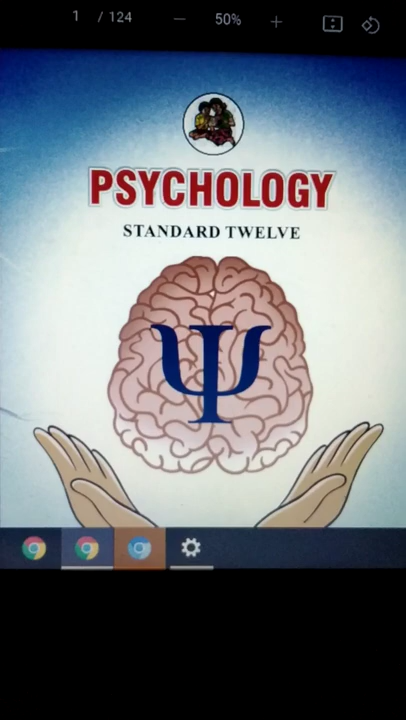 1 / 124 − 50% +
PSYCHOLOGY
STANDARD TWELVE
Ψ